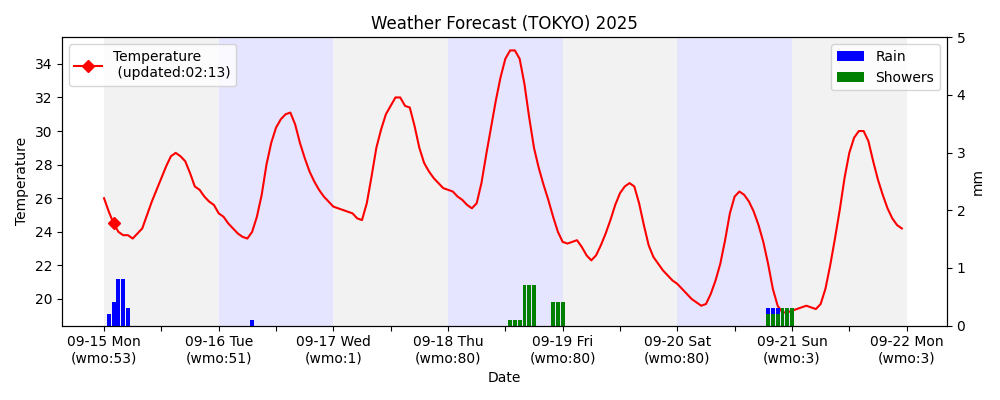 Weather Forecast (TOKYO) 2025
Temperature
(updated:02:13)
Rain
Showers
Temperature
34
32
30
28
26
24
22
20
5
4
3
2
1
0
mm
09-15 Mon
(wmo:53)
09-16 Tue
(wmo:51)
09-17 Wed
(wmo:1)
09-18 Thu
(wmo:80)
09-19 Fri
(wmo:80)
09-20 Sat
(wmo:80)
09-21 Sun
(wmo:3)
09-22 Mon
(wmo:3)
Date